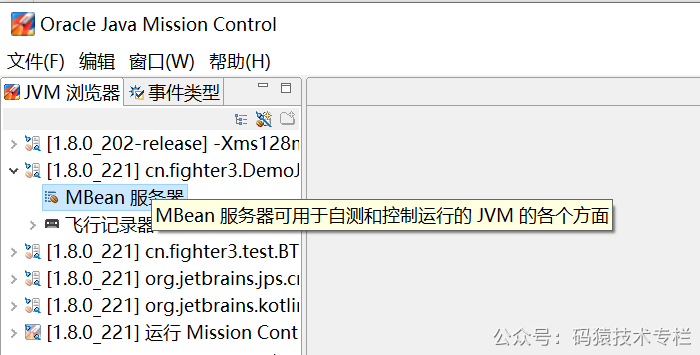 Oracle Java Mission Control
文件(F) 编辑 窗口(W) 帮助(H)
JVM 浏览器 事件类型
[1.8.0_202-release] -Xms128m
[1.8.0_221] cn.fighter3.DemoJ
MBean 服务器
MBean 服务器可用于自测和控制运行的 JVM 的各个方面
飞行记录器
[1.8.0_221] cn.fighter3.test.BT
[1.8.0_221] org.jetbrains.jps.cm
[1.8.0_221] org.jetbrains.kotlin
[1.8.0_221] 运行 Mission Cont
公众号：码猿技术专栏